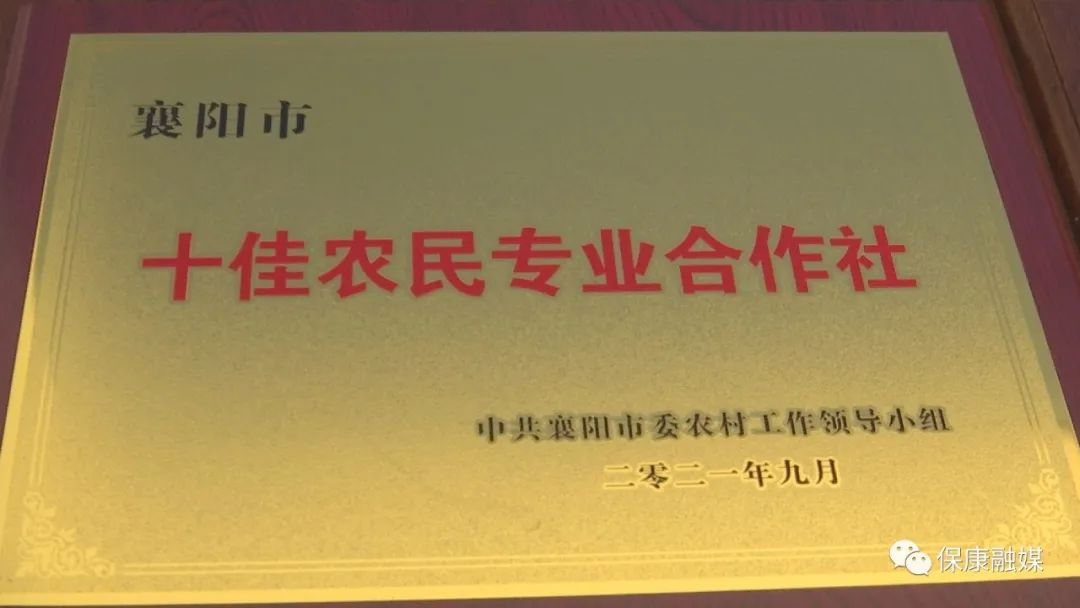 襄阳市
十佳农民专业合作社
中共襄阳市委农村工作领导小组
二零二一年九月
保康融媒